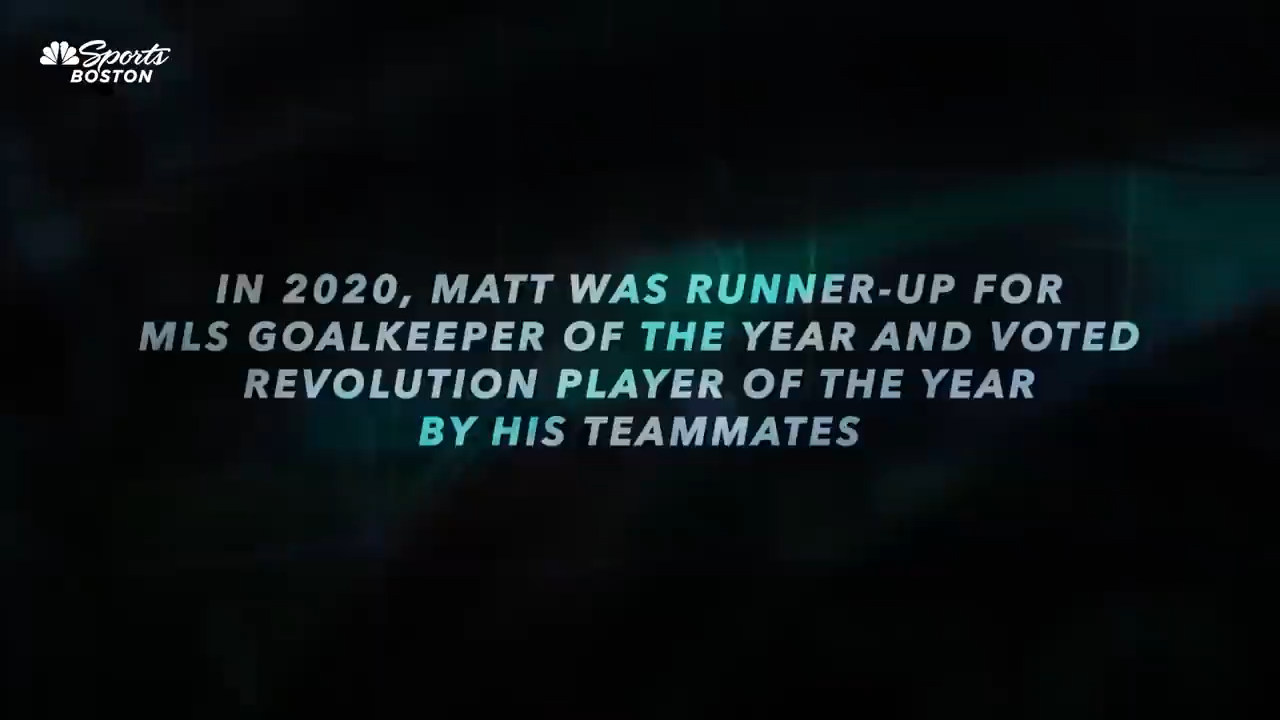 Sports
BOSTON
IN 2020, MATT WAS RUNNER-UP FOR
MLS GOALKEEPER OF THE YEAR AND VOTED
REVOLUTION PLAYER OF THE YEAR
BY HIS TEAMMATES